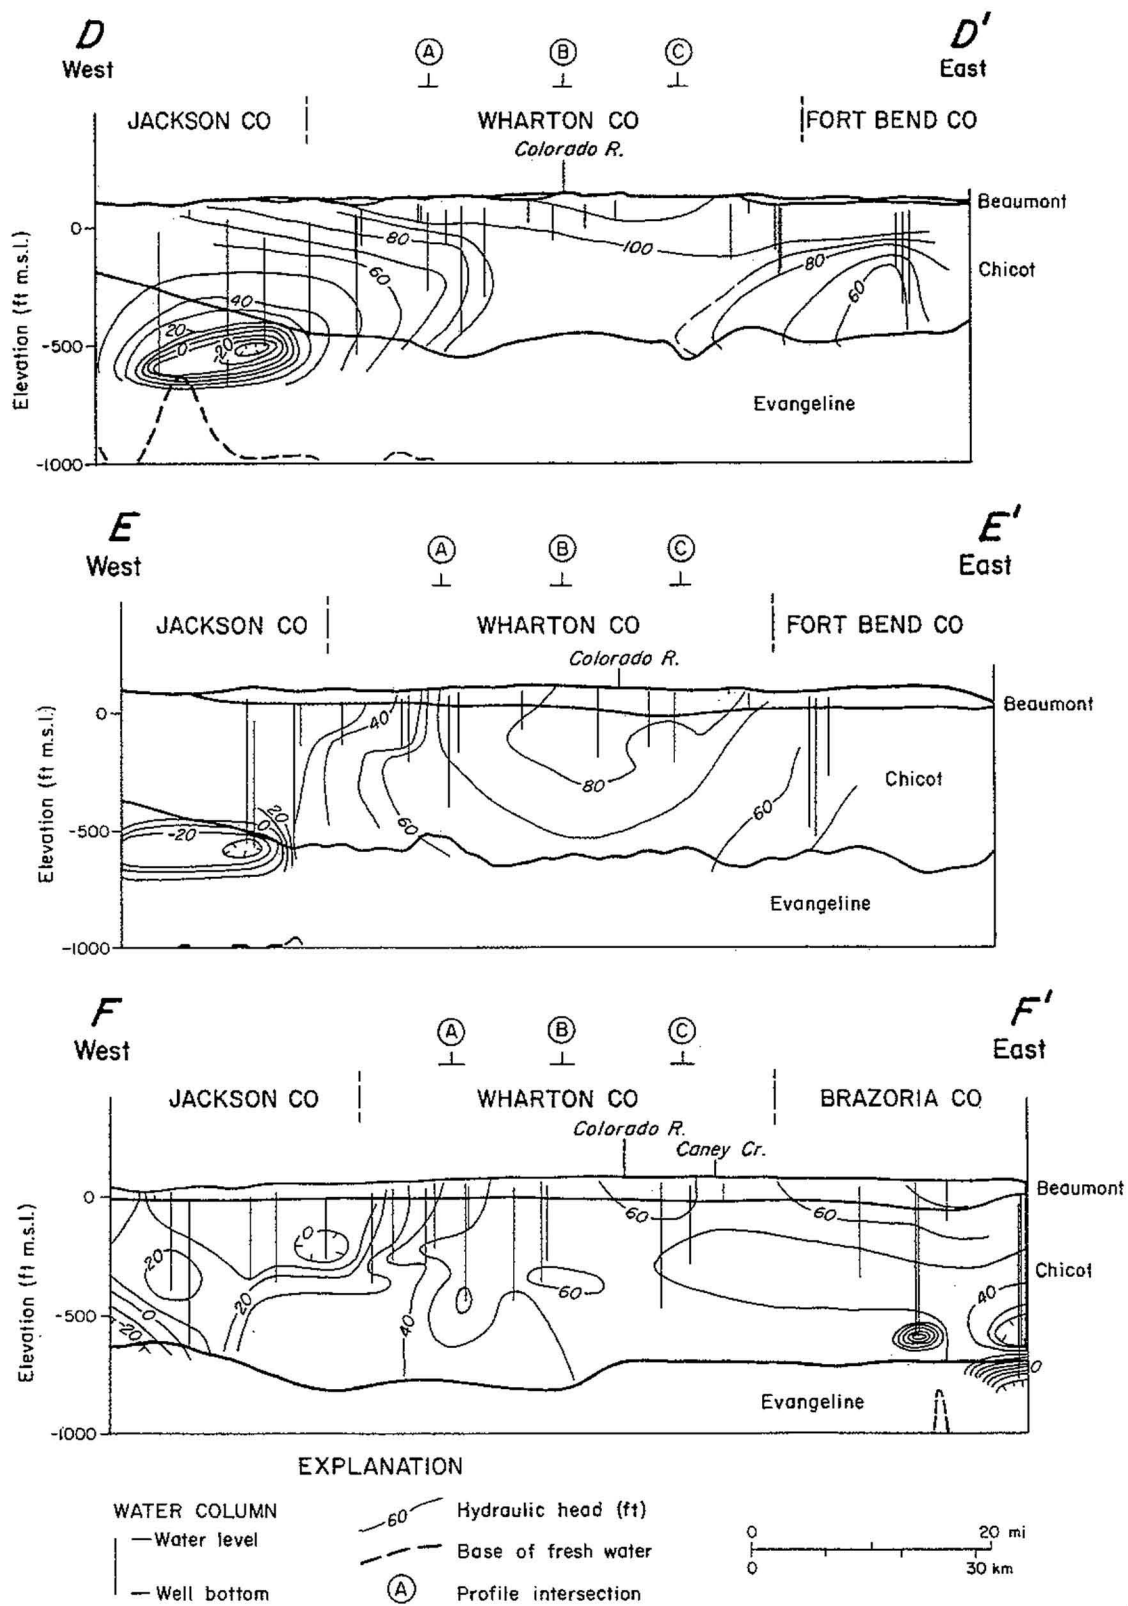 D D'
West A B C East
JACKSON CO WHARTON CO FORT BEND CO
Colorado R.
Beaumont
0
80 100 80 Chicot
60 60
40
20
0 -20
-500
Evangeline
-1000
Elevation (ft m.s.l.)
E E'
West A B C East
JACKSON CO WHARTON CO FORT BEND CO
Colorado R.
0 Beaumont
40
80 Chicot
60 60
20
0
-20
-500
Evangeline
-1000
Elevation (ft m.s.l.)
F F'
West A B C East
JACKSON CO WHARTON CO BRAZORIA CO
Colorado R.
Caney Cr.
0 Beaumont
60 60
0
20 Chicot
60
20 40 40
0
-20
-500
0
Evangeline
-1000
Elevation (ft m.s.l.)
EXPLANATION
WATER COLUMN
Water level
Well bottom
60 Hydraulic head (ft)
Base of fresh water
A Profile intersection
0 20 mi
0 30 km